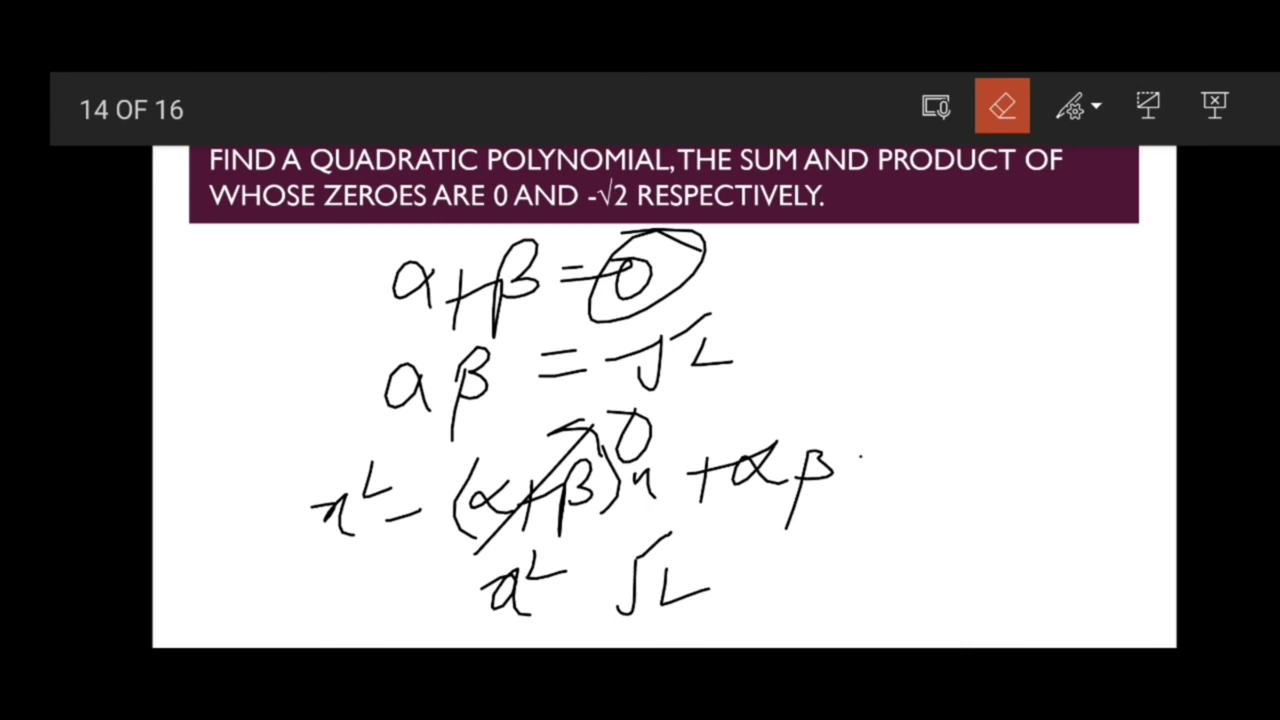 14 OF 16
FIND A QUADRATIC POLYNOMIAL, THE SUM AND PRODUCT OF
WHOSE ZEROES ARE 0 AND -√2 RESPECTIVELY.
α+β = 0
αβ = -√2
0
x² - (α+β)x + αβ
x² √2